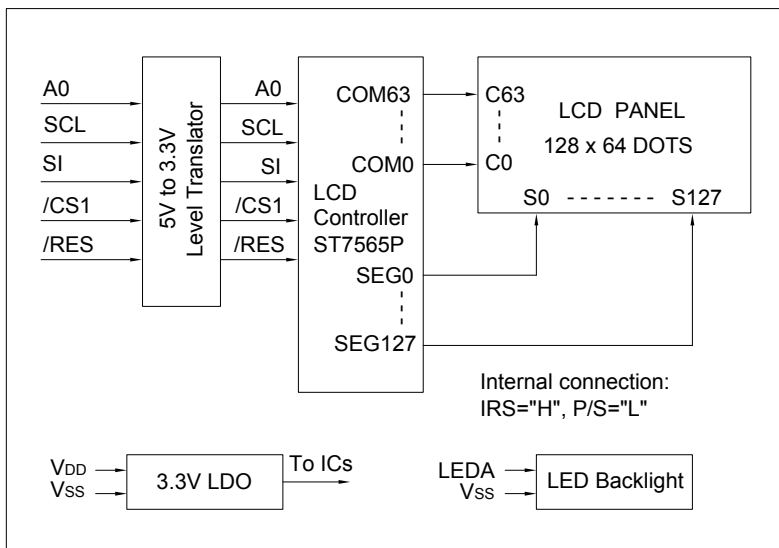 A0
SCL
SI
/CS1
/RES
5V to 3.3V
Level Translator
A0
SCL
SI
/CS1
/RES
COM63
COM0
LCD
Controller
ST7565P
SEG0
SEG127
C63
C0
LCD PANEL
128 x 64 DOTS
S0 ------- S127
Internal connection:
IRS="H", P/S="L"
VDD
VSS
3.3V LDO
To ICs
LEDA
VSS
LED Backlight